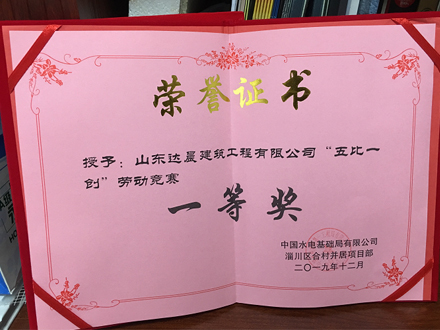 荣誉证书
授予：山东达晨建筑工程有限公司“五比一
创”劳动竞赛
一等奖
中国水电基础局有限公司
淄川区合村并居项目部
二〇一九年十二月